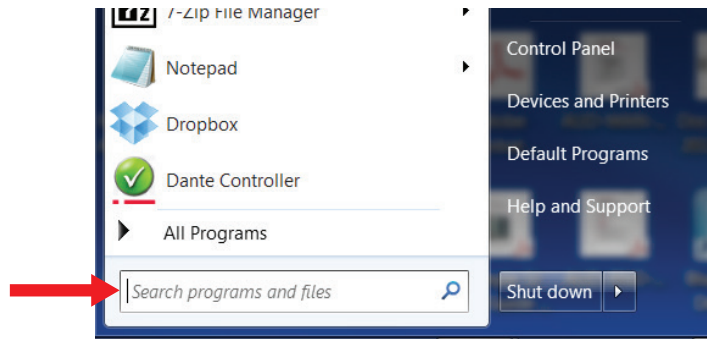 7-Zip File Manager
Notepad
Dropbox
Dante Controller
All Programs
Search programs and files
Control Panel
Devices and Printers
Default Programs
Help and Support
Shut down